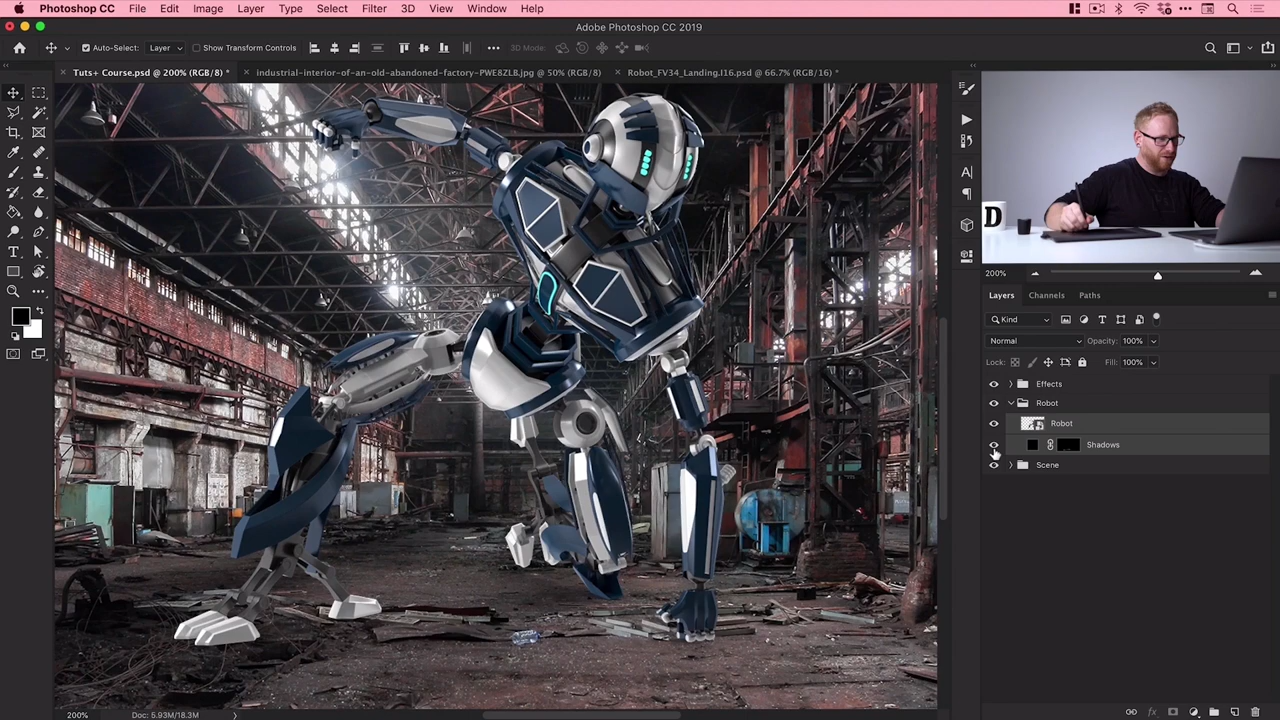 Photoshop CC File Edit Image Layer Type Select Filter 3D View Window Help
Adobe Photoshop CC 2019
Auto-Select: Layer Show Transform Controls 3D Mode:
Tuts+ Course.psd @ 200% (RGB/8) * industrial-interior-of-an-old-abandoned-factory-PWE8ZLB.jpg @ 50% (RGB/8) Robot_FV34_Landing.I16.psd @ 66.7% (RGB/16) *
D
200%
Layers Channels Paths
Kind
Normal Opacity: 100%
Lock: Fill: 100%
Effects
Robot
Robot
Shadows
Scene
200% Doc: 5.93M/18.3M